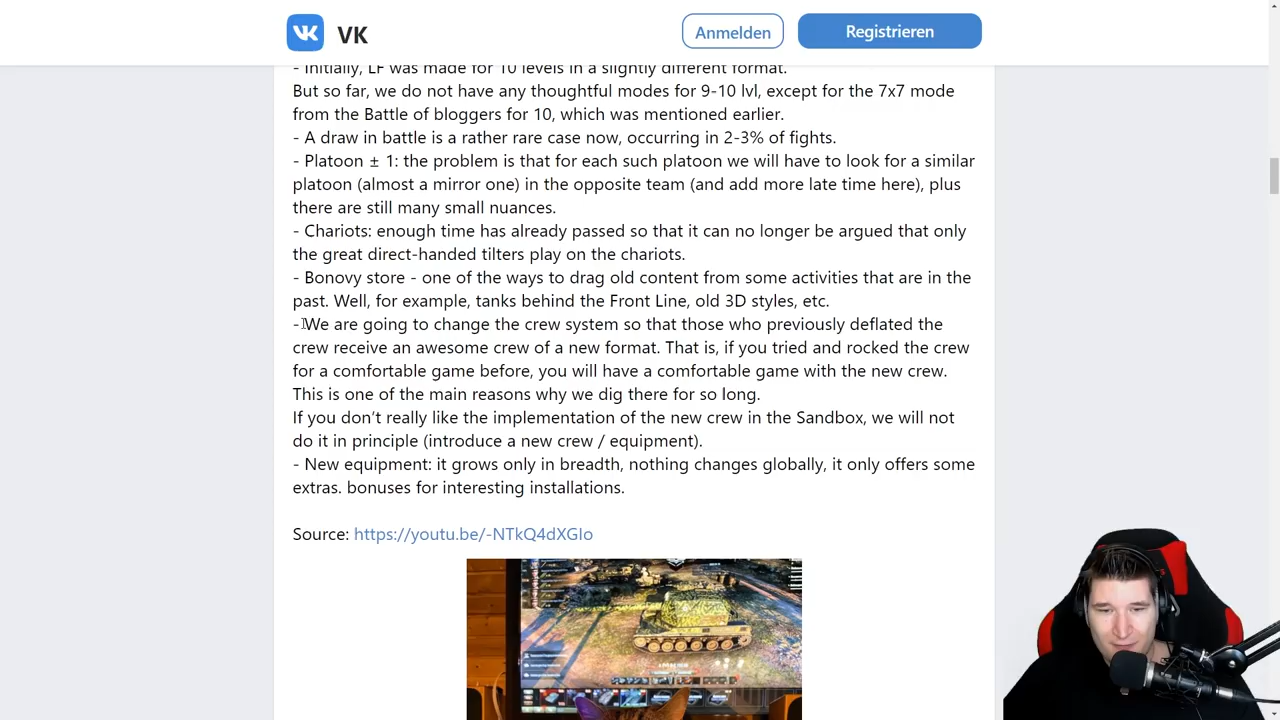 VK
Anmelden
Registrieren
- Initially, LF was made for 10 levels in a slightly different format.
But so far, we do not have any thoughtful modes for 9-10 lvl, except for the 7x7 mode
from the Battle of bloggers for 10, which was mentioned earlier.
- A draw in battle is a rather rare case now, occurring in 2-3% of fights.
- Platoon ± 1: the problem is that for each such platoon we will have to look for a similar
platoon (almost a mirror one) in the opposite team (and add more late time here), plus
there are still many small nuances.
- Chariots: enough time has already passed so that it can no longer be argued that only
the great direct-handed tilters play on the chariots.
- Bonovy store - one of the ways to drag old content from some activities that are in the
past. Well, for example, tanks behind the Front Line, old 3D styles, etc.
- We are going to change the crew system so that those who previously deflated the
crew receive an awesome crew of a new format. That is, if you tried and rocked the crew
for a comfortable game before, you will have a comfortable game with the new crew.
This is one of the main reasons why we dig there for so long.
If you don’t really like the implementation of the new crew in the Sandbox, we will not
do it in principle (introduce a new crew / equipment).
- New equipment: it grows only in breadth, nothing changes globally, it only offers some
extras. bonuses for interesting installations.
Source: https://youtu.be/-NTkQ4dXGIo